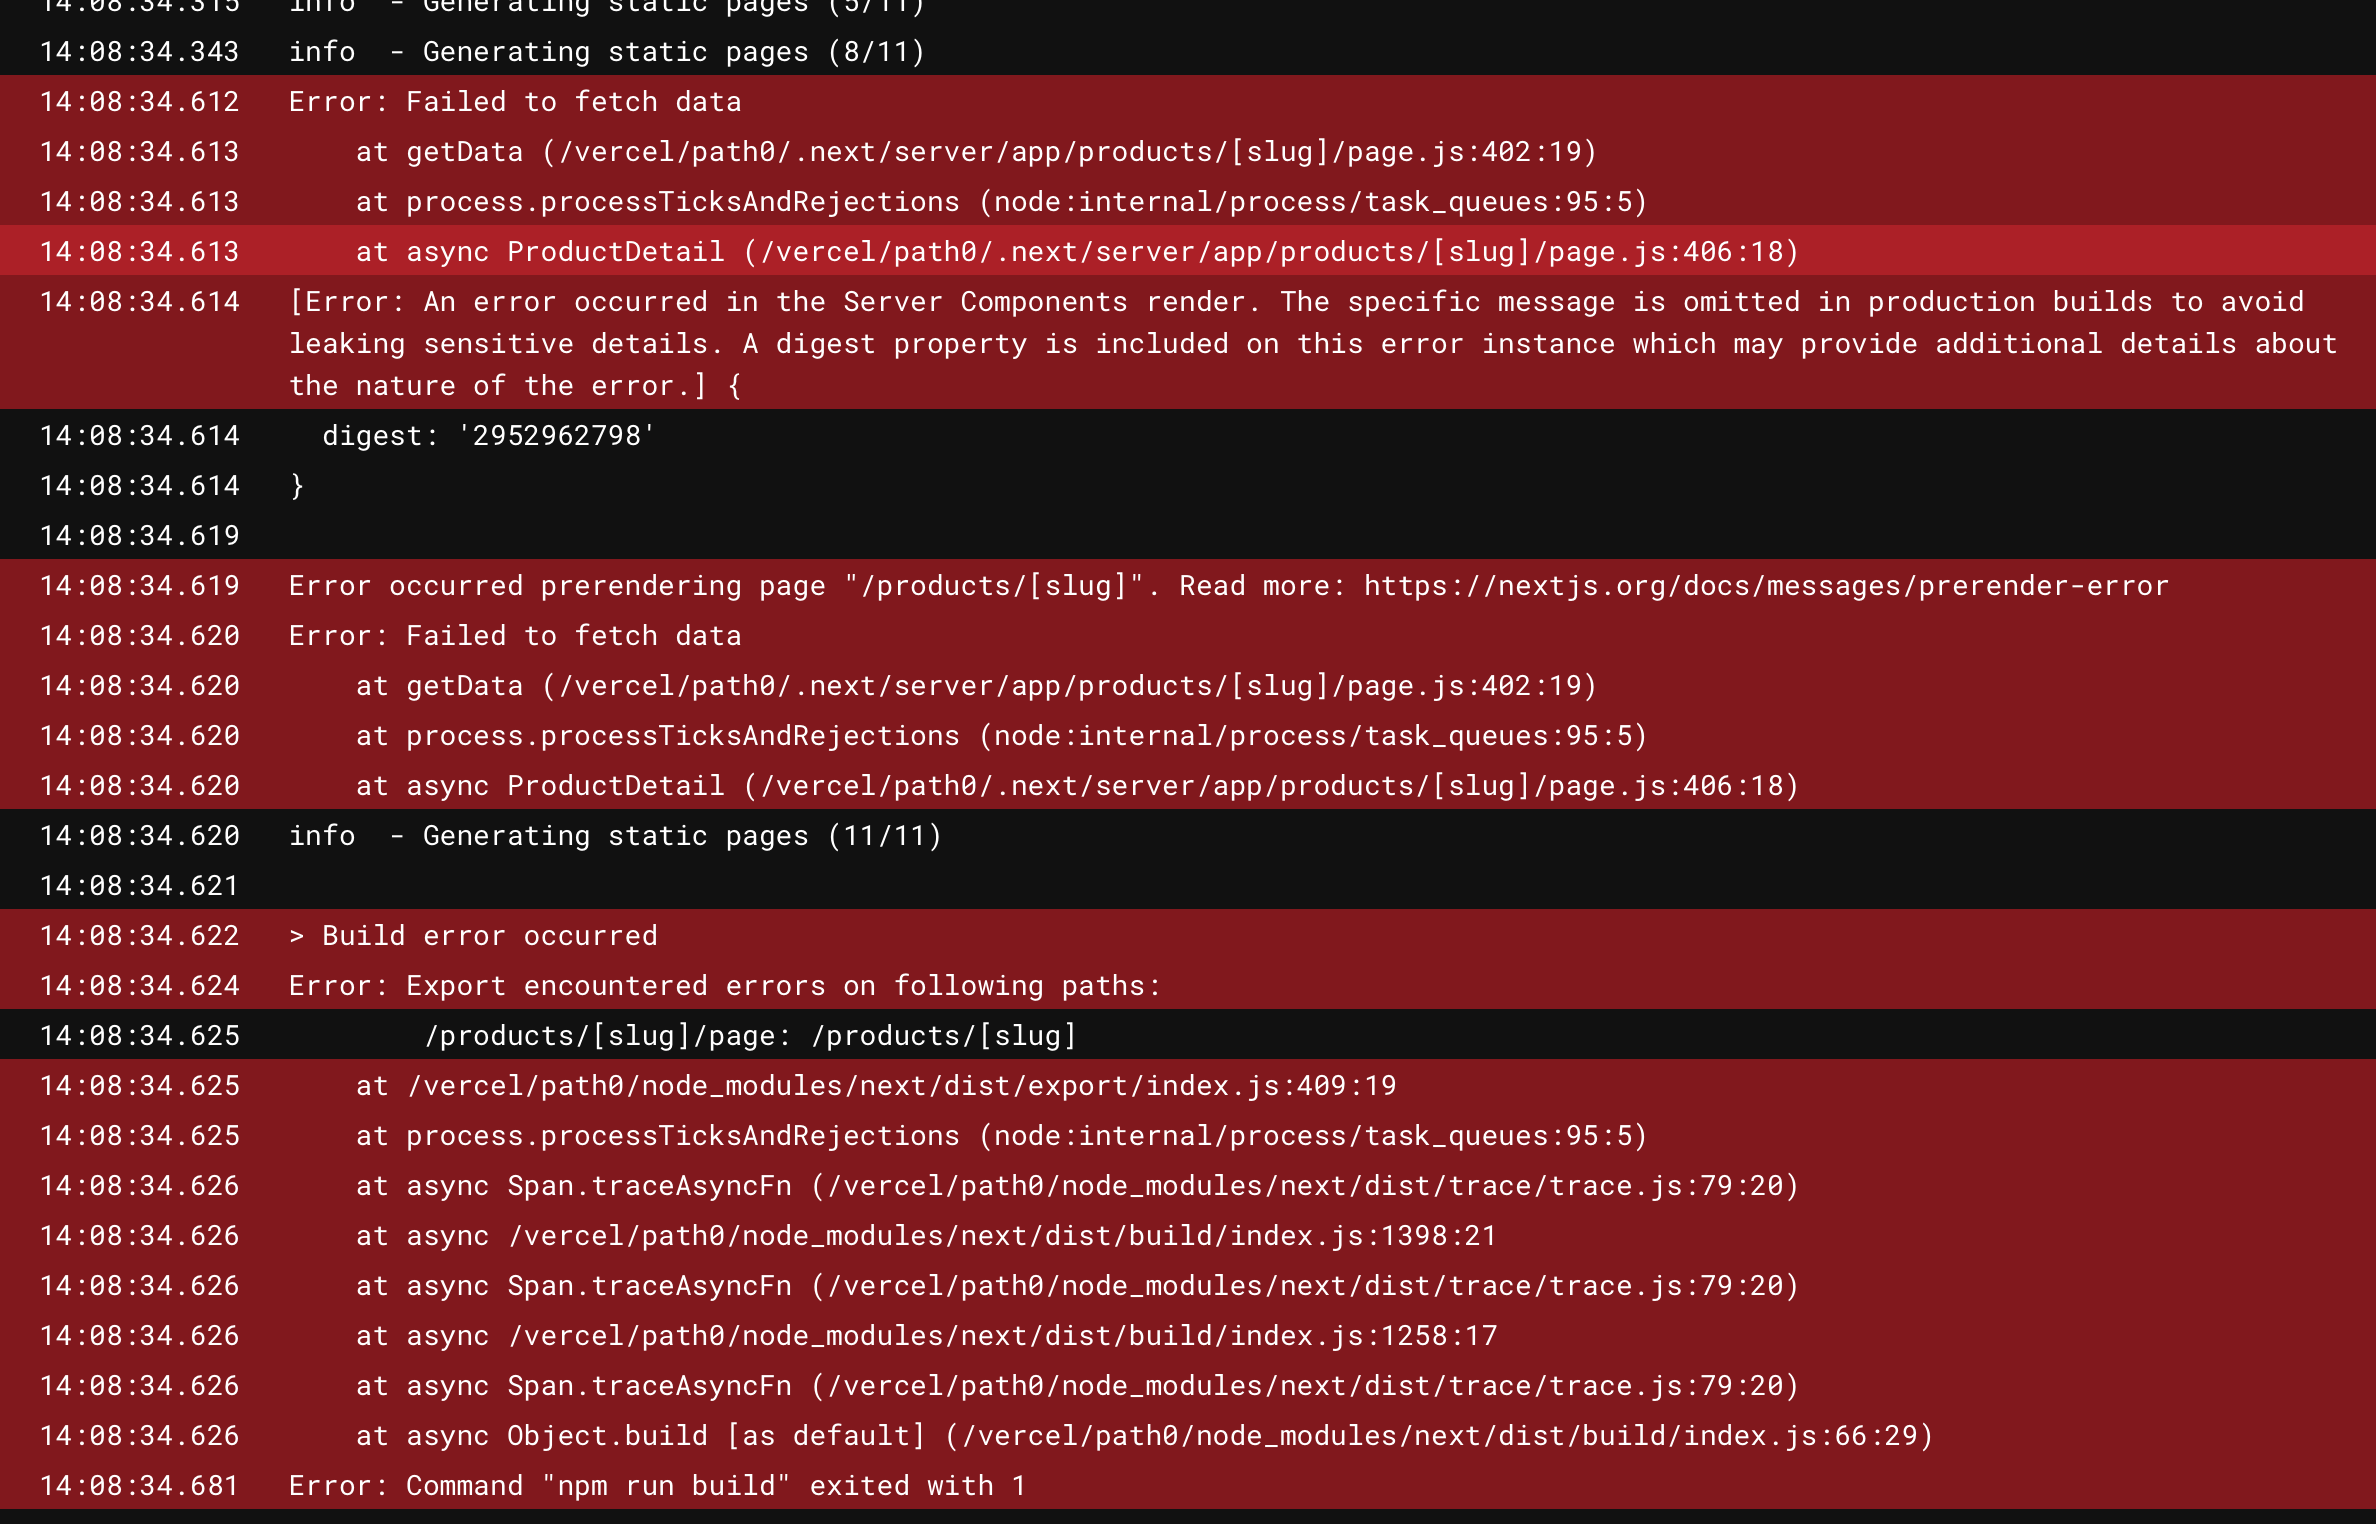 14:08:34.315 info  - Generating static pages (5/11)
14:08:34.343 info  - Generating static pages (8/11)
14:08:34.612 Error: Failed to fetch data
14:08:34.613     at getData (/vercel/path0/.next/server/app/products/[slug]/page.js:402:19)
14:08:34.613     at process.processTicksAndRejections (node:internal/process/task_queues:95:5)
14:08:34.613     at async ProductDetail (/vercel/path0/.next/server/app/products/[slug]/page.js:406:18)
14:08:34.614 [Error: An error occurred in the Server Components render. The specific message is omitted in production builds to avoid
leaking sensitive details. A digest property is included on this error instance which may provide additional details about
the nature of the error.] {
14:08:34.614   digest: '2952962798'
14:08:34.614 }
14:08:34.619
14:08:34.619 Error occurred prerendering page "/products/[slug]". Read more: https://nextjs.org/docs/messages/prerender-error
14:08:34.620 Error: Failed to fetch data
14:08:34.620     at getData (/vercel/path0/.next/server/app/products/[slug]/page.js:402:19)
14:08:34.620     at process.processTicksAndRejections (node:internal/process/task_queues:95:5)
14:08:34.620     at async ProductDetail (/vercel/path0/.next/server/app/products/[slug]/page.js:406:18)
14:08:34.620 info  - Generating static pages (11/11)
14:08:34.621
14:08:34.622 > Build error occurred
14:08:34.624 Error: Export encountered errors on following paths:
14:08:34.625         /products/[slug]/page: /products/[slug]
14:08:34.625     at /vercel/path0/node_modules/next/dist/export/index.js:409:19
14:08:34.625     at process.processTicksAndRejections (node:internal/process/task_queues:95:5)
14:08:34.626     at async Span.traceAsyncFn (/vercel/path0/node_modules/next/dist/trace/trace.js:79:20)
14:08:34.626     at async /vercel/path0/node_modules/next/dist/build/index.js:1398:21
14:08:34.626     at async Span.traceAsyncFn (/vercel/path0/node_modules/next/dist/trace/trace.js:79:20)
14:08:34.626     at async /vercel/path0/node_modules/next/dist/build/index.js:1258:17
14:08:34.626     at async Span.traceAsyncFn (/vercel/path0/node_modules/next/dist/trace/trace.js:79:20)
14:08:34.626     at async Object.build [as default] (/vercel/path0/node_modules/next/dist/build/index.js:66:29)
14:08:34.681 Error: Command "npm run build" exited with 1